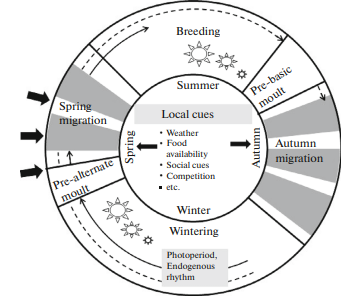 Breeding
Pre-basic
moult
Summer
Local cues
Spring
migration
Spring
• Weather
• Food
availability
• Social cues
• Competition
▪ etc.
Autumn
Autumn
migration
Pre-alternate
moult
Winter
Wintering
Photoperiod,
Endogenous
rhythm